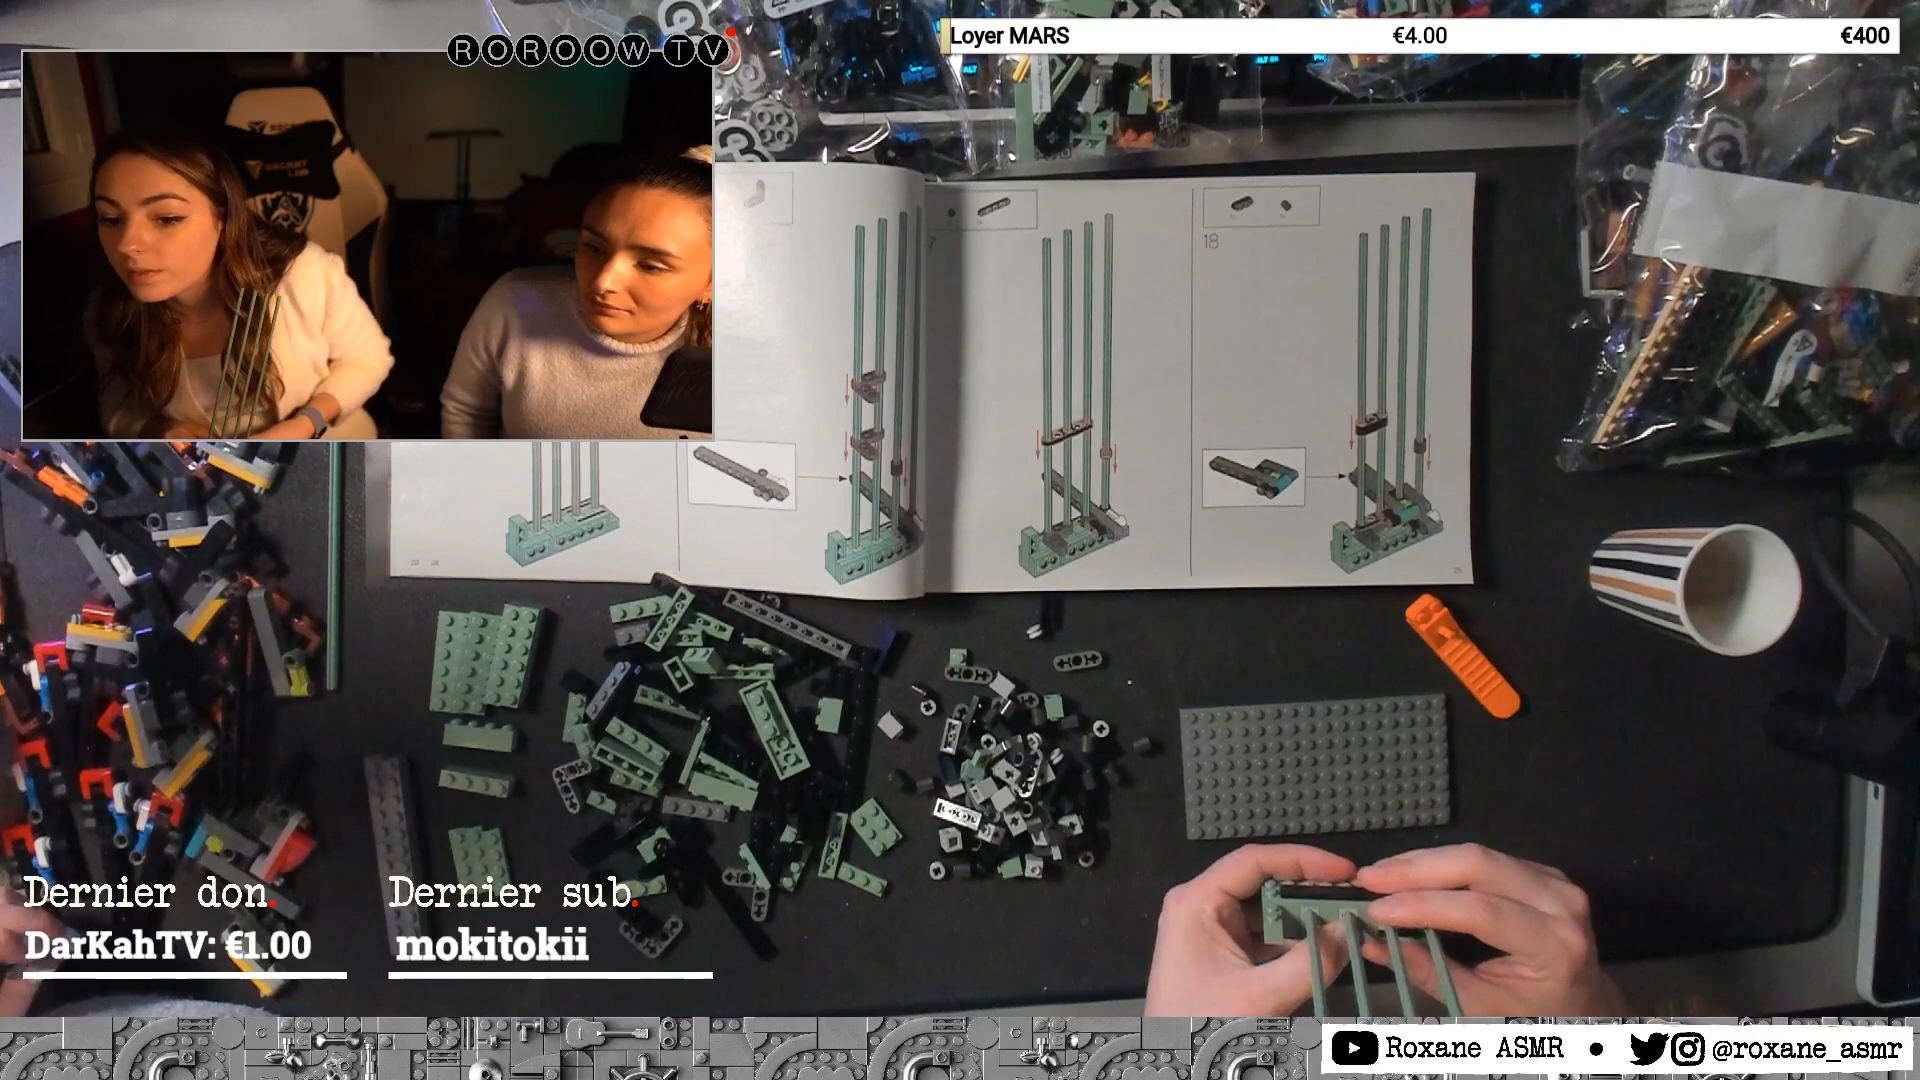 ROROOW TV
Loyer MARS €4.00 €400
18
Dernier don.
DarKahTV: €1.00
Dernier sub.
mokitokii
Roxane ASMR • @roxane_asmr